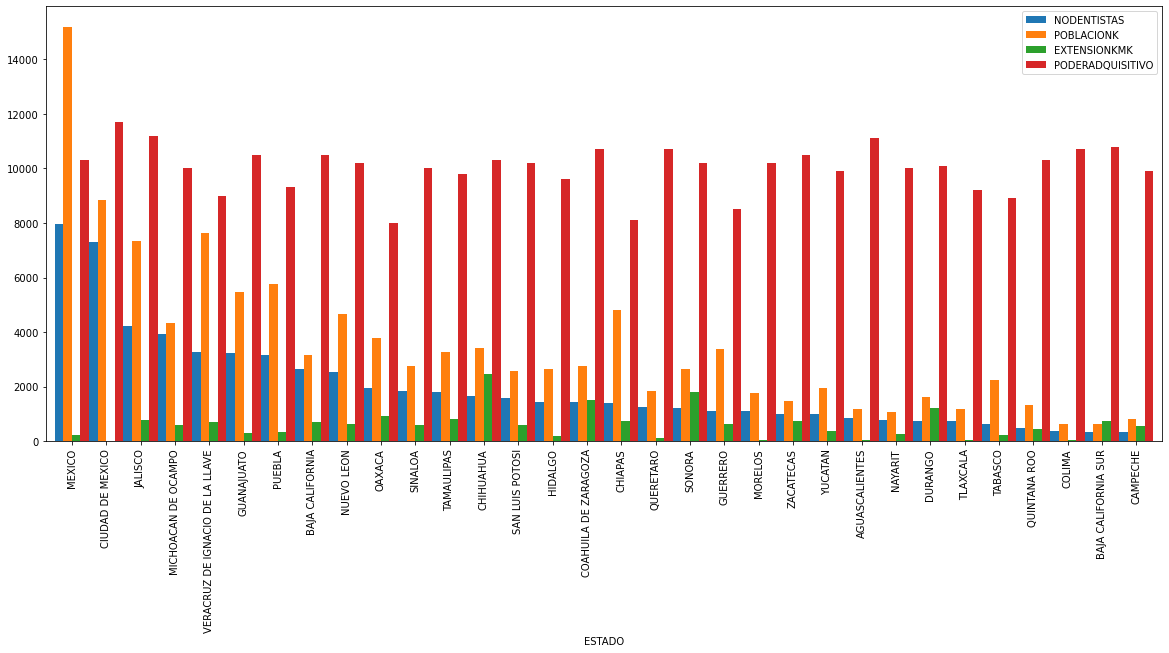 NODENTISTAS
POBLACIONK
EXTENSIONKMK
PODERADQUISITIVO
14000
12000
10000
8000
6000
4000
2000
0
MEXICO
CIUDAD DE MEXICO
JALISCO
MICHOACAN DE OCAMPO
VERACRUZ DE IGNACIO DE LA LLAVE
GUANAJUATO
PUEBLA
BAJA CALIFORNIA
NUEVO LEON
OAXACA
SINALOA
TAMAULIPAS
CHIHUAHUA
SAN LUIS POTOSI
HIDALGO
COAHUILA DE ZARAGOZA
CHIAPAS
QUERETARO
SONORA
GUERRERO
MORELOS
ZACATECAS
YUCATAN
AGUASCALIENTES
NAYARIT
DURANGO
TLAXCALA
TABASCO
QUINTANA ROO
COLIMA
BAJA CALIFORNIA SUR
CAMPECHE
ESTADO